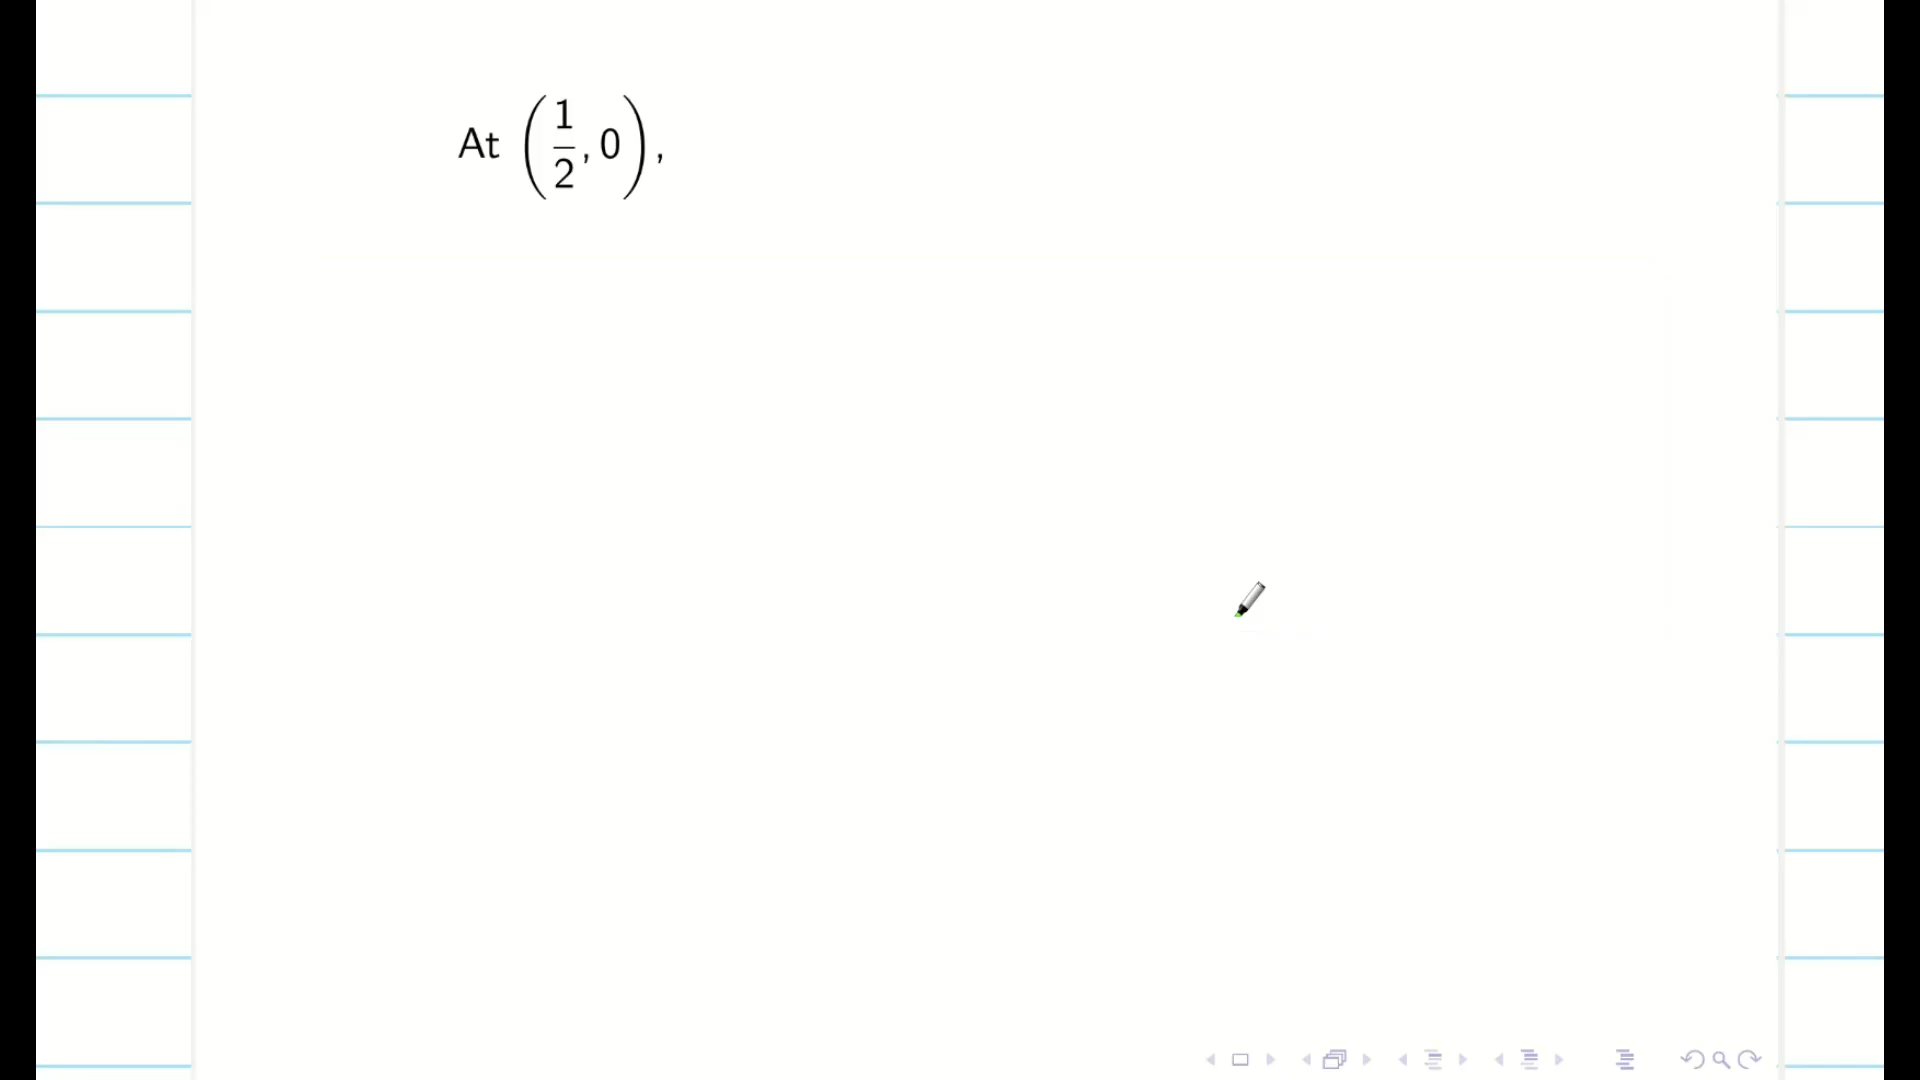 At (1/2, 0),